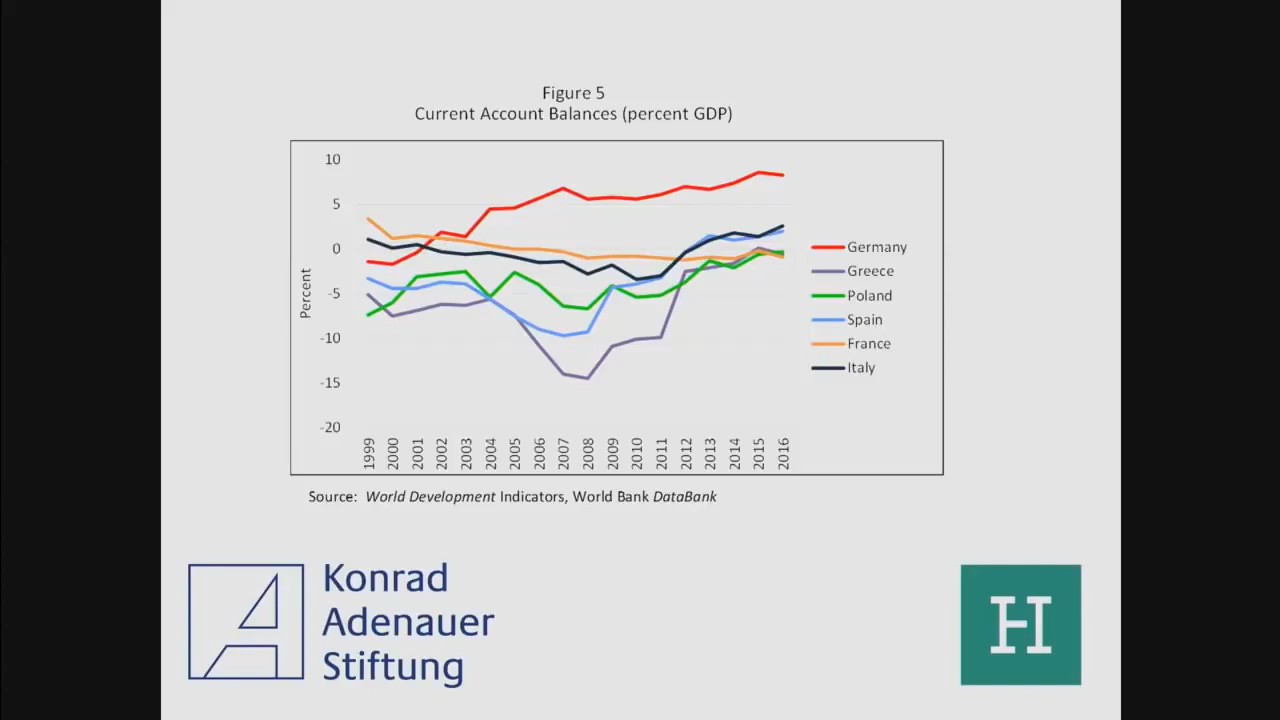 Figure 5
Current Account Balances (percent GDP)
10
5
0
-5
-10
-15
-20
Percent
1999
2000
2001
2002
2003
2004
2005
2006
2007
2008
2009
2010
2011
2012
2013
2014
2015
2016
Germany
Greece
Poland
Spain
France
Italy
Source: World Development Indicators, World Bank DataBank
Konrad
Adenauer
Stiftung
H